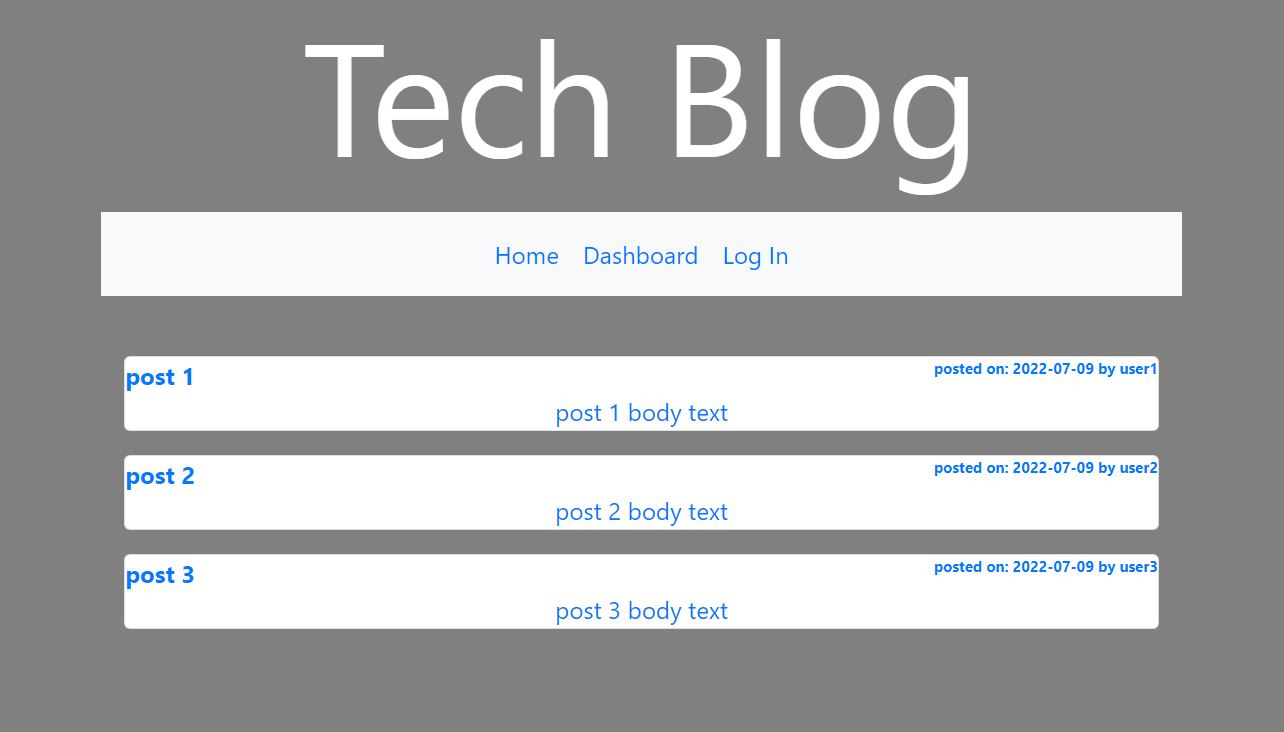 Tech Blog
Home Dashboard Log In
post 1 posted on: 2022-07-09 by user1
post 1 body text
post 2 posted on: 2022-07-09 by user2
post 2 body text
post 3 posted on: 2022-07-09 by user3
post 3 body text